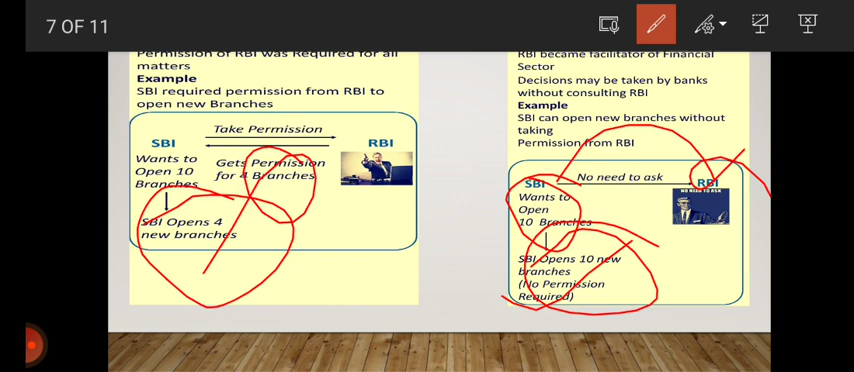 7 OF 11
Permission of RBI was Required for all
matters
Example
SBI required permission from RBI to
open new Branches
Take Permission
SBI
RBI
Wants to
Open 10
Branches
Gets Permission
for 4 Branches
SBI Opens 4
new branches
RBI became facilitator of Financial
Sector
Decisions may be taken by banks
without consulting RBI
Example
SBI can open new branches without
taking
Permission from RBI
No need to ask
SBI
RBI
NO NEED TO ASK
Wants to
Open
10 Branches
SBI Opens 10 new
branches
(No Permission
Required)